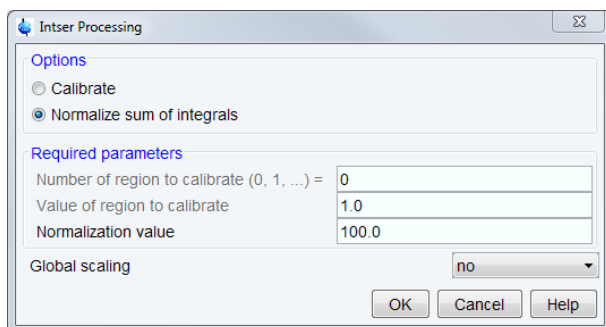 Intser Processing
Options
Calibrate
Normalize sum of integrals
Required parameters
Number of region to calibrate (0, 1, ...) = 0
Value of region to calibrate 1.0
Normalization value 100.0
Global scaling no
OK Cancel Help